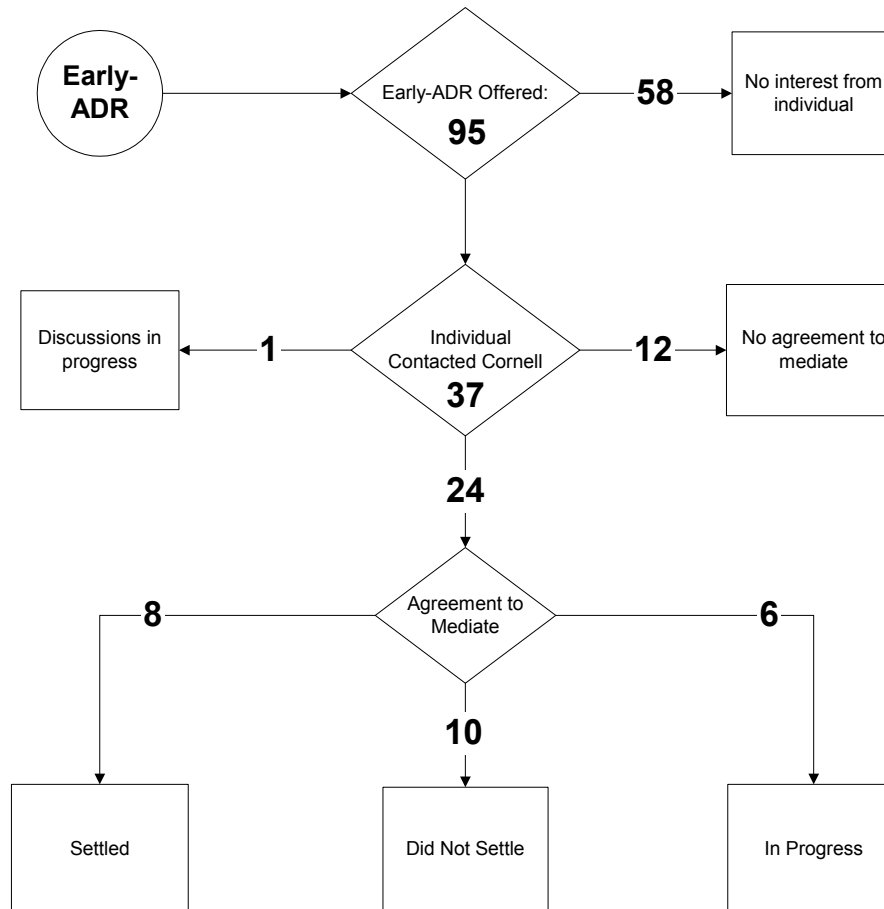 Early-
ADR
Early-ADR Offered:
95
58
No interest from
individual
Discussions in
progress
1
Individual
Contacted Cornell
37
12
No agreement to
mediate
24
8
Agreement to
Mediate
6
10
Settled
Did Not Settle
In Progress